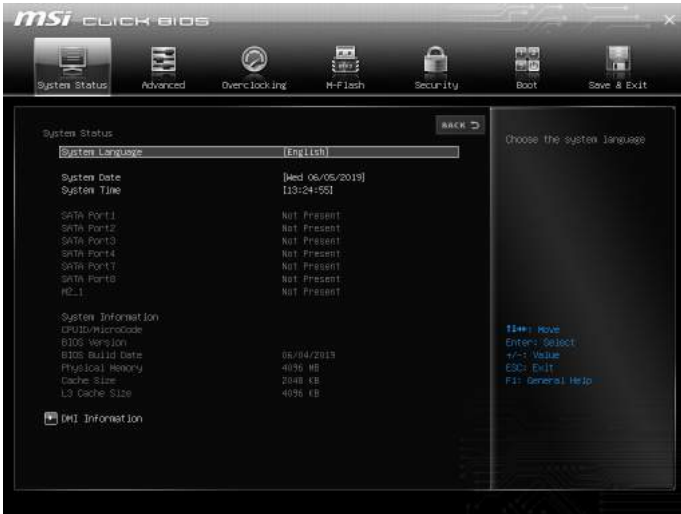 msi CLICK BIOS
System Status
Advanced
Overclocking
M-Flash
Security
Boot
Save & Exit
BACK
System Status
System Language [English]
System Date [Wed 06/05/2019]
System Time [13:24:55]
SATA Port1 Not Present
SATA Port2 Not Present
SATA Port3 Not Present
SATA Port4 Not Present
SATA Port7 Not Present
SATA Port8 Not Present
M2_1 Not Present
System Information
CPUID/MicroCode
BIOS Version
BIOS Build Date 06/04/2019
Physical Memory 4096 MB
Cache Size 2048 KB
L3 Cache Size 4096 KB
DMI Information
Choose the system language
↑↓→←: Move
Enter: Select
+/-: Value
ESC: Exit
F1: General Help